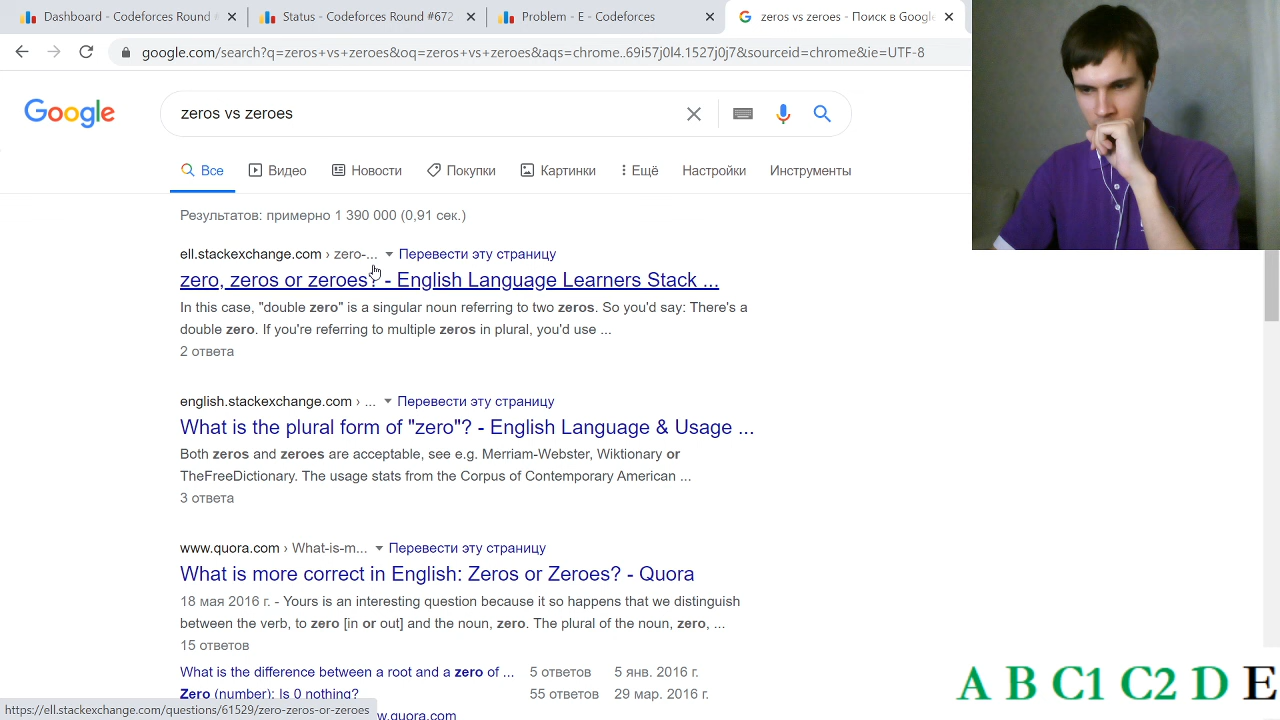 Dashboard - Codeforces Round #
Status - Codeforces Round #672
Problem - E - Codeforces
zeros vs zeroes - Поиск в Googl
google.com/search?q=zeros+vs+zeroes&oq=zeros+vs+zeroes&aqs=chrome..69i57j0l4.1527j0j7&sourceid=chrome&ie=UTF-8
Google
zeros vs zeroes
Все Видео Новости Покупки Картинки Ещё Настройки Инструменты
Результатов: примерно 1 390 000 (0,91 сек.)
ell.stackexchange.com › zero-... Перевести эту страницу
zero, zeros or zeroes? - English Language Learners Stack ...
In this case, "double zero" is a singular noun referring to two zeros. So you'd say: There's a
double zero. If you're referring to multiple zeros in plural, you'd use ...
2 ответа
english.stackexchange.com › ... Перевести эту страницу
What is the plural form of "zero"? - English Language & Usage ...
Both zeros and zeroes are acceptable, see e.g. Merriam-Webster, Wiktionary or
TheFreeDictionary. The usage stats from the Corpus of Contemporary American ...
3 ответа
www.quora.com › What-is-m... Перевести эту страницу
What is more correct in English: Zeros or Zeroes? - Quora
18 мая 2016 г. - Yours is an interesting question because it so happens that we distinguish
between the verb, to zero [in or out] and the noun, zero. The plural of the noun, zero, ...
15 ответов
What is the difference between a root and a zero of ... 5 ответов 5 янв. 2016 г.
Zero (number): Is 0 nothing? 55 ответов 29 мар. 2016 г.
https://ell.stackexchange.com/questions/61529/
w.quora.com
A B C1 C2 D E